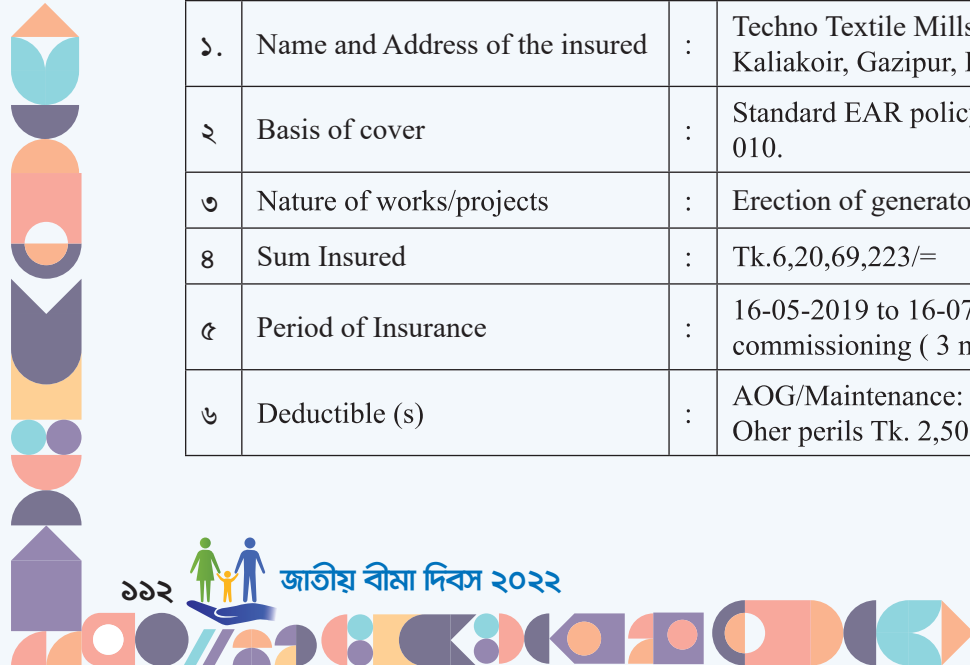 ১. Name and Address of the insured : Techno Textile Mills
Kaliakoir, Gazipur,
২ Basis of cover : Standard EAR policy
010.
৩ Nature of works/projects : Erection of
৪ Sum Insured : Tk.6,20,69,223/=
৫ Period of Insurance : 16-05-2019 to 16-07
commissioning ( 3
৬ Deductible (s) : AOG/Maintenance:
Oher perils Tk. 2,50
১১২ জাতীয় বীমা দিবস ২০২২